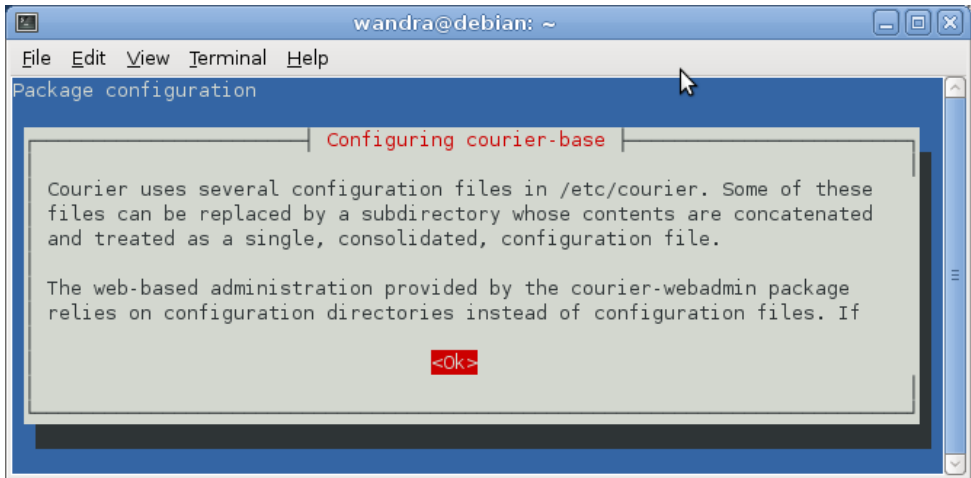 wandra@debian: ~
File Edit View Terminal Help
Package configuration
Configuring courier-base
Courier uses several configuration files in /etc/courier. Some of these
files can be replaced by a subdirectory whose contents are concatenated
and treated as a single, consolidated, configuration file.
The web-based administration provided by the courier-webadmin package
relies on configuration directories instead of configuration files. If
<Ok>